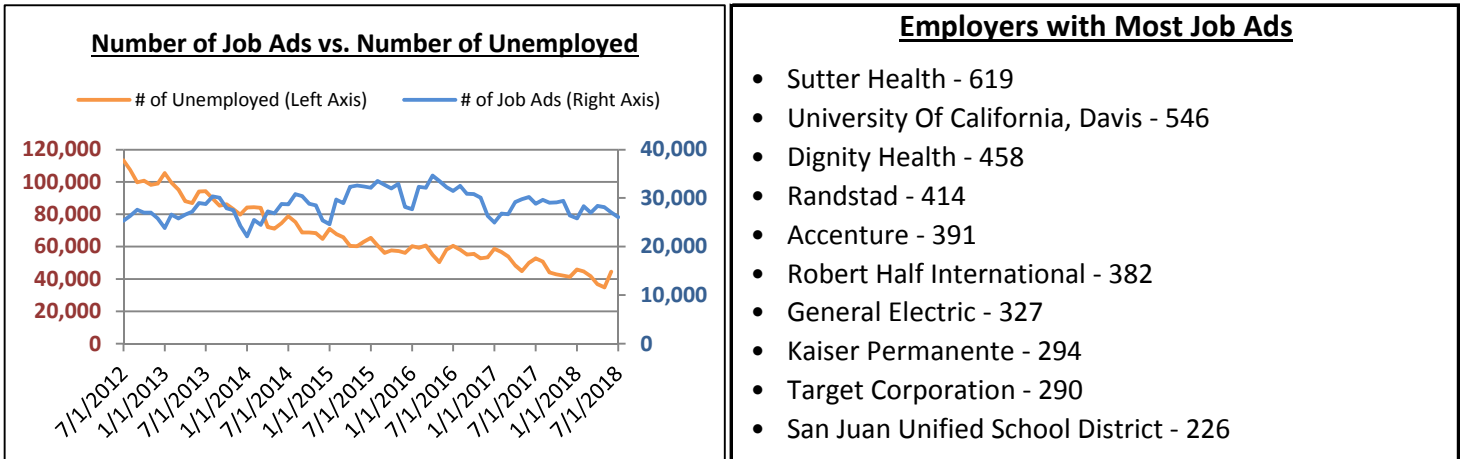 Number of Job Ads vs. Number of Unemployed
# of Unemployed (Left Axis) # of Job Ads (Right Axis)
120,000 40,000
100,000
80,000 30,000
60,000 20,000
40,000
20,000 10,000
0 0
7/1/2012 1/1/2013 7/1/2013 1/1/2014 7/1/2014 1/1/2015 7/1/2015 1/1/2016 7/1/2016 1/1/2017 7/1/2017 1/1/2018 7/1/2018
Employers with Most Job Ads
• Sutter Health - 619
• University Of California, Davis - 546
• Dignity Health - 458
• Randstad - 414
• Accenture - 391
• Robert Half International - 382
• General Electric - 327
• Kaiser Permanente - 294
• Target Corporation - 290
• San Juan Unified School District - 226